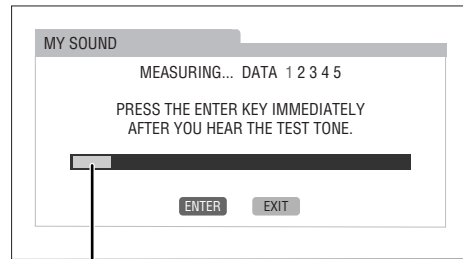 MY SOUND
MEASURING... DATA 1 2 3 4 5
PRESS THE ENTER KEY IMMEDIATELY
AFTER YOU HEAR THE TEST TONE.
ENTER EXIT